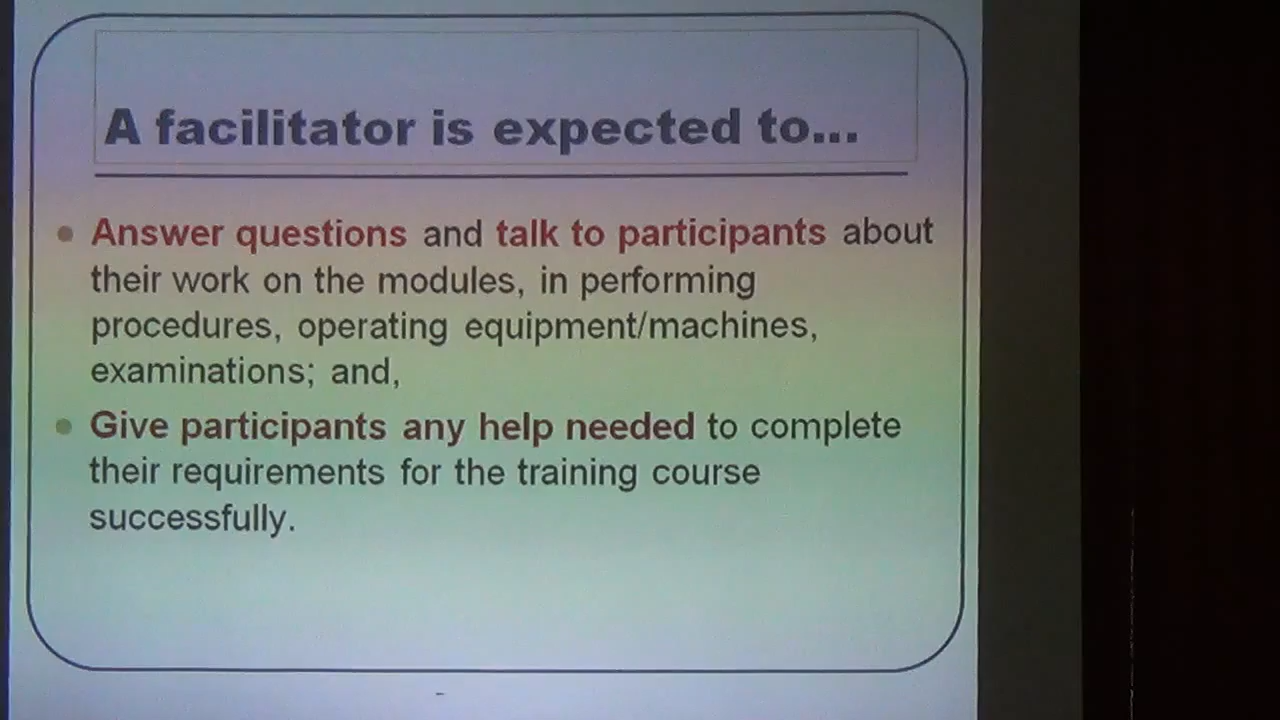 A facilitator is expected to...
Answer questions and talk to participants about
their work on the modules, in performing
procedures, operating equipment/machines,
examinations; and,
Give participants any help needed to complete
their requirements for the training course
successfully.